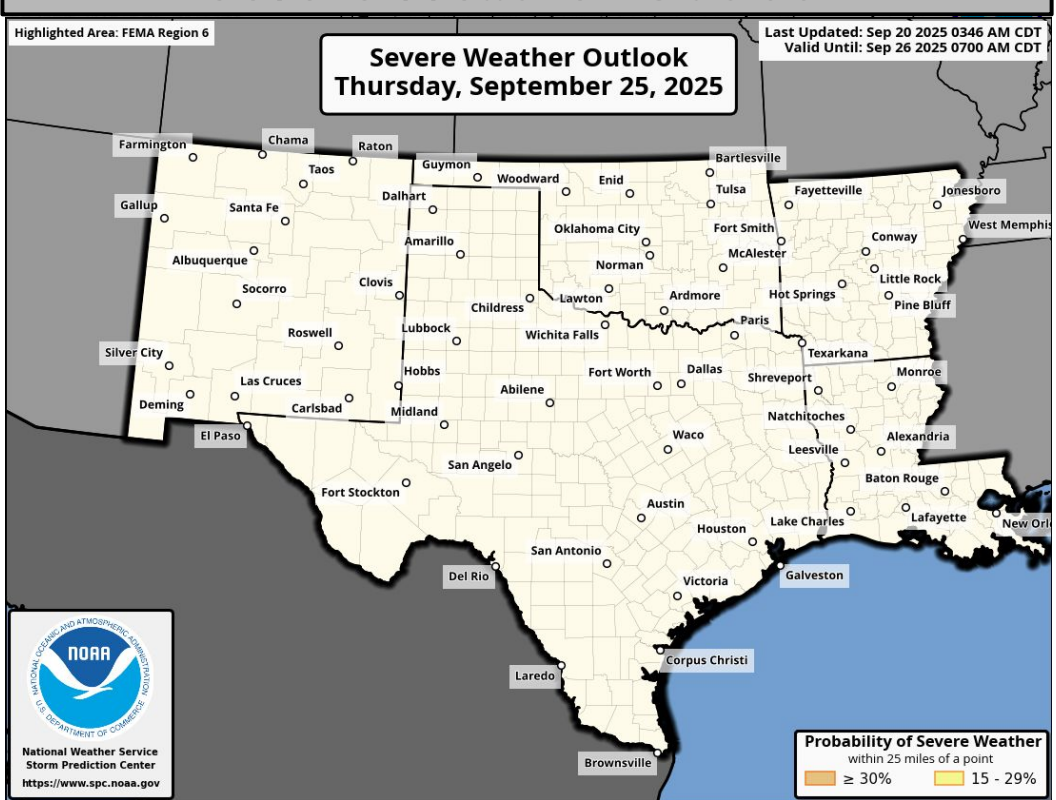 Highlighted Area: FEMA Region 6
Last Updated: Sep 20 2025 0346 AM CDT
Valid Until: Sep 26 2025 0700 AM CDT
Severe Weather Outlook
Thursday, September 25, 2025
Farmington
Chama
Raton
Taos
Guymon
Woodward
Enid
Bartlesville
Tulsa
Fayetteville
Jonesboro
Gallup
Santa Fe
Dalhart
Oklahoma City
Fort Smith
West Memphis
Albuquerque
Amarillo
Norman
McAlester
Conway
Socorro
Clovis
Childress
Lawton
Ardmore
Hot Springs
Little Rock
Pine Bluff
Roswell
Lubbock
Wichita Falls
Paris
Texarkana
Silver City
Las Cruces
Hobbs
Abilene
Fort Worth
Dallas
Shreveport
Monroe
Deming
Carlsbad
Midland
Natchitoches
El Paso
San Angelo
Waco
Leesville
Alexandria
Fort Stockton
Baton Rouge
Austin
Houston
Lake Charles
Lafayette
New Orl
Del Rio
San Antonio
Galveston
Victoria
Laredo
Corpus Christi
Brownsville
NATIONAL OCEANIC AND ATMOSPHERIC ADMINISTRATION
NOAA
U.S. DEPARTMENT OF COMMERCE
National Weather Service
Storm Prediction Center
https://www.spc.noaa.gov
Probability of Severe Weather
within 25 miles of a point
≥ 30%
15 - 29%